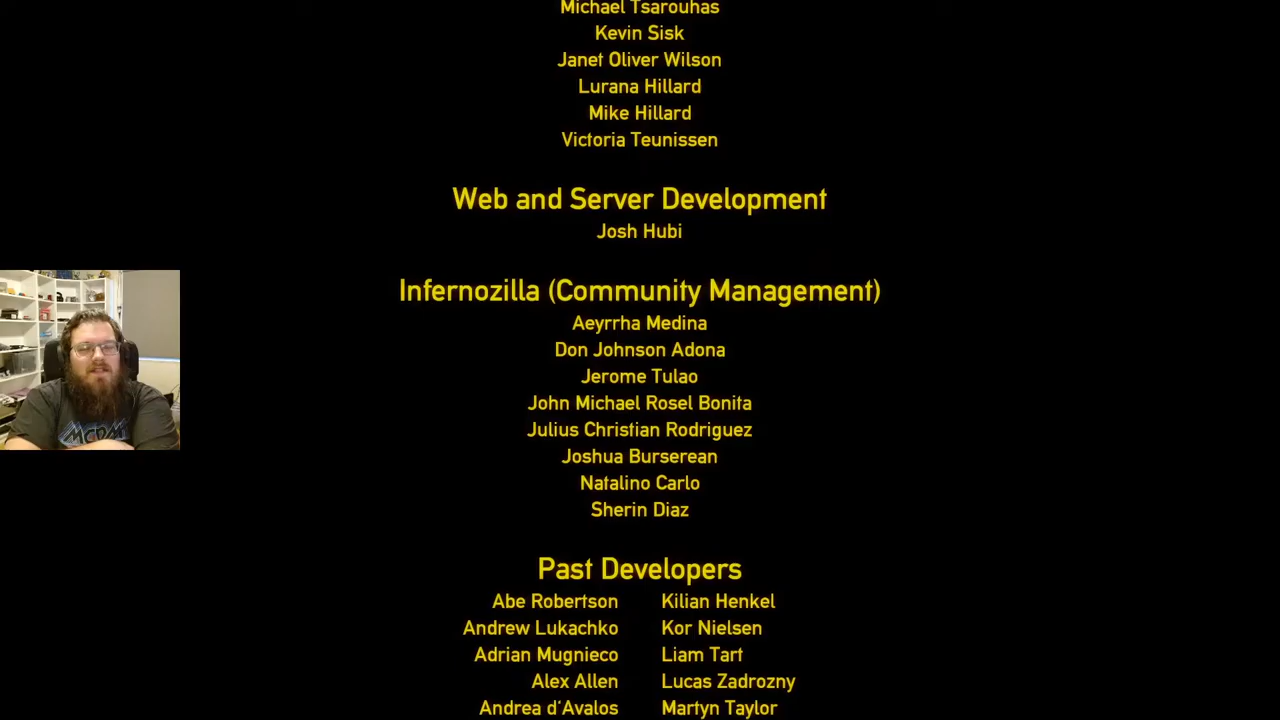 Michael Tsarouhas
Kevin Sisk
Janet Oliver Wilson
Lurana Hillard
Mike Hillard
Victoria Teunissen
Web and Server Development
Josh Hubi
Infernozilla (Community Management)
Aeyrrha Medina
Don Johnson Adona
Jerome Tulao
John Michael Rosel Bonita
Julius Christian Rodriguez
Joshua Burserean
Natalino Carlo
Sherin Diaz
Past Developers
Abe Robertson Kilian Henkel
Andrew Lukachko Kor Nielsen
Adrian Mugnieco Liam Tart
Alex Allen Lucas Zadrozny
Andrea d'Avalos Martyn Taylor
MCDM